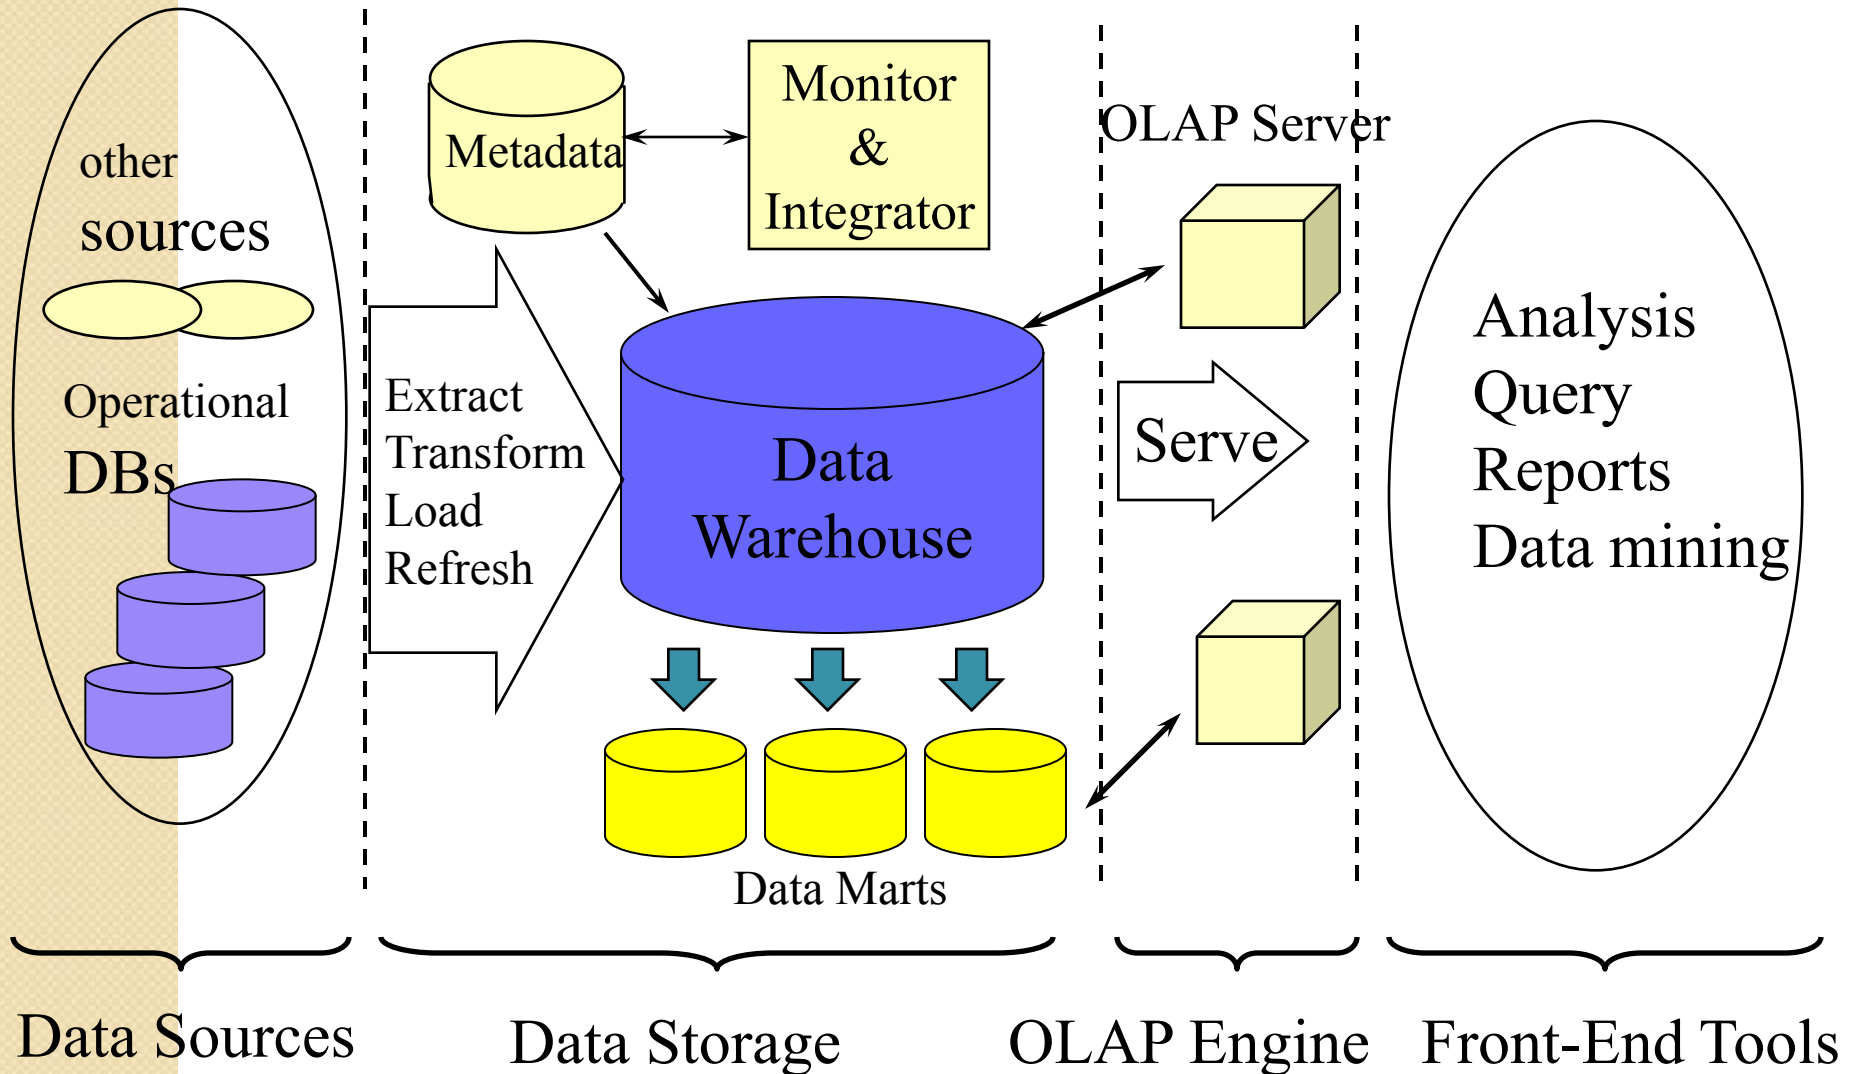 other
sources
Operational
DBs
Extract
Transform
Load
Refresh
Metadata
Monitor
&
Integrator
Data
Warehouse
Data Marts
OLAP Server
Serve
Analysis
Query
Reports
Data mining
Data Sources
Data Storage
OLAP Engine
Front-End Tools